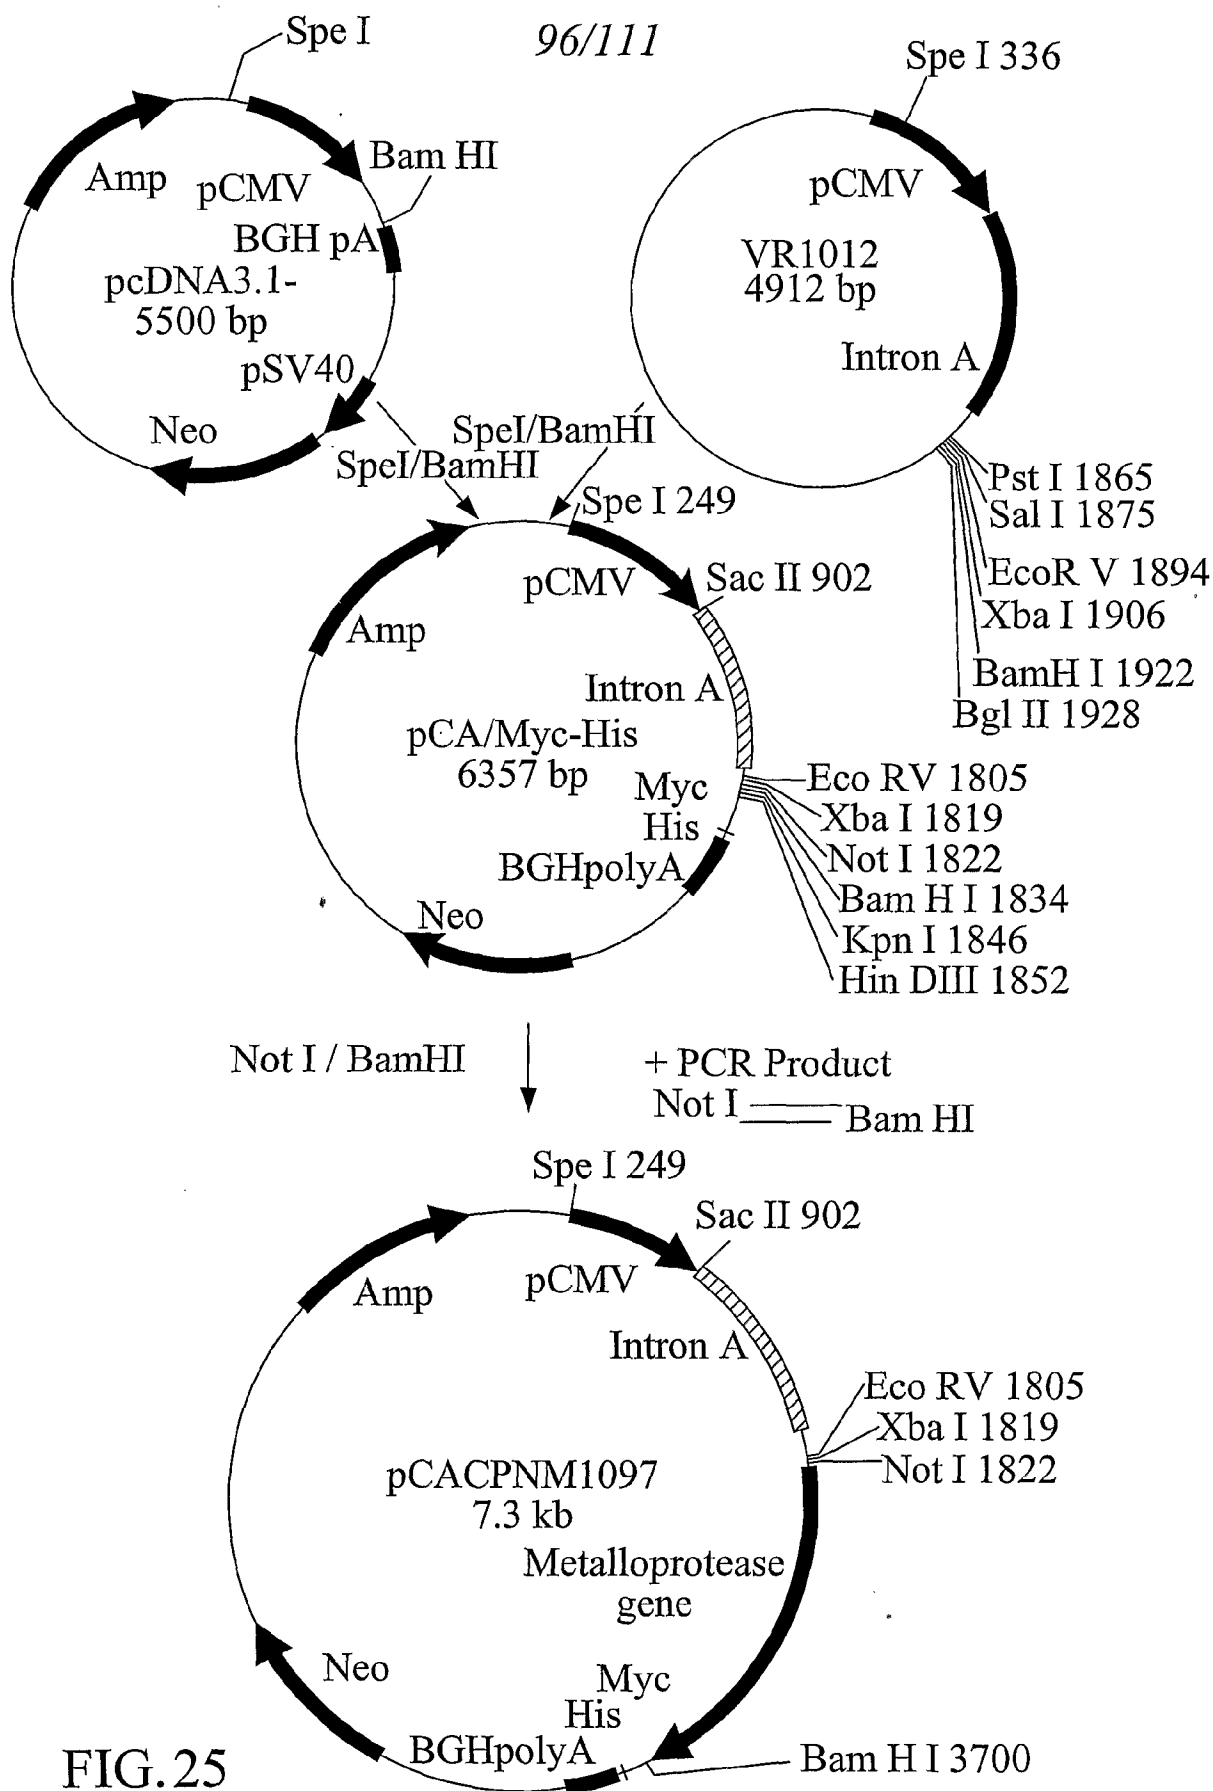 96/111
Spe I
Amp
pCMV
Bam HI
BGH pA
pcDNA3.1-
5500 bp
pSV40
Neo
SpeI/BamHI
Spe I 336
pCMV
VR1012
4912 bp
Intron A
SpeI/BamHI
Pst I 1865
Sal I 1875
EcoR V 1894
Xba I 1906
BamH I 1922
Bgl II 1928
Spe I 249
pCMV
Sac II 902
Amp
Intron A
pCA/Myc-His
6357 bp
Myc
His
BGHpolyA
Neo
Eco RV 1805
Xba I 1819
Not I 1822
Bam H I 1834
Kpn I 1846
Hin DIII 1852
Not I / BamHI
+ PCR Product
Not I Bam HI
Spe I 249
Sac II 902
Amp
pCMV
Intron A
Eco RV 1805
Xba I 1819
Not I 1822
pCACPNM1097
7.3 kb
Metalloprotease
gene
Neo
Myc
His
BGHpolyA
Bam H I 3700
FIG.25